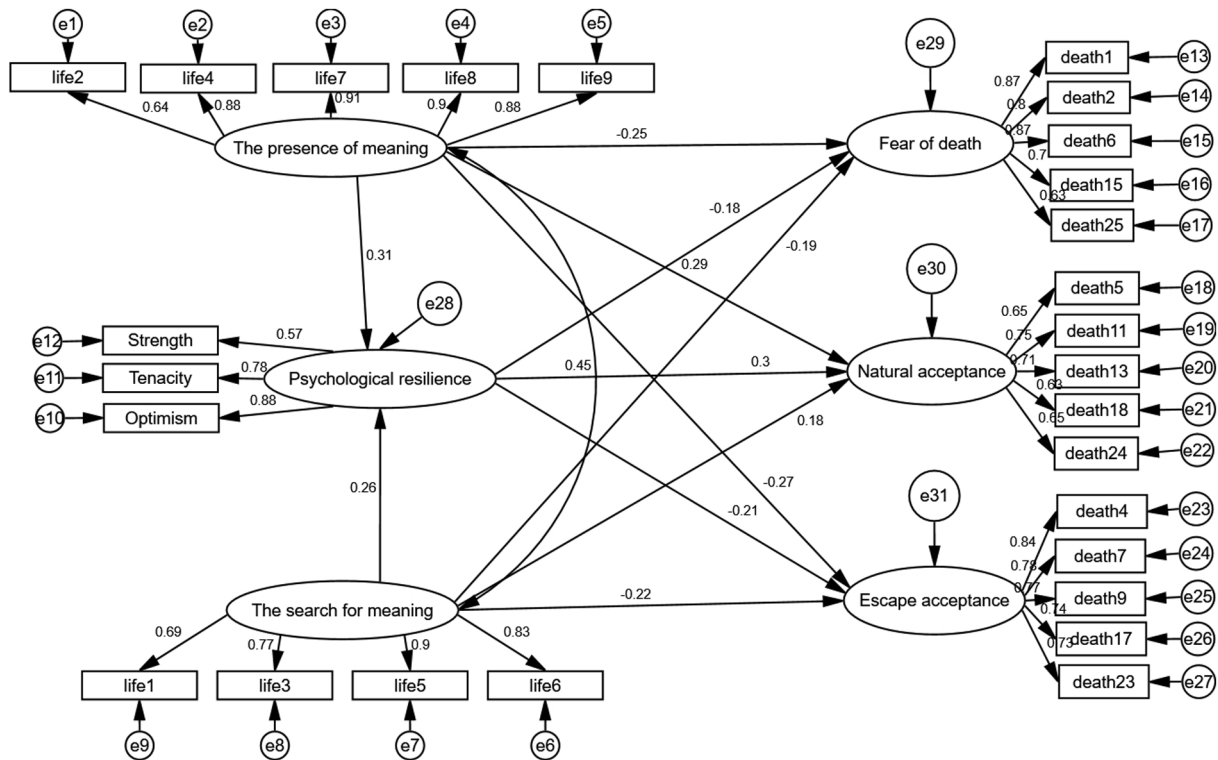 e1
e2
e3
e4
e5
life2
life4
life7
life8
life9
0.64
0.88
0.91
0.9
0.88
The presence of meaning
e29
Fear of death
death1
death2
death6
death15
death25
e13
e14
e15
e16
e17
0.87
0.8
0.87
0.7
0.63
-0.25
-0.18
-0.19
0.29
0.31
e28
e12
e11
e10
Strength
Tenacity
Optimism
0.57
0.78
0.88
Psychological resilience
0.45
0.3
0.18
e30
Natural acceptance
0.65
0.75
0.71
0.63
0.65
death5
death11
death13
death18
death24
e18
e19
e20
e21
e22
-0.27
-0.21
0.26
e31
Escape acceptance
0.84
0.78
0.77
0.74
0.73
death4
death7
death9
death17
death23
e23
e24
e25
e26
e27
The search for meaning
-0.22
0.69
0.77
0.9
0.83
life1
life3
life5
life6
e9
e8
e7
e6